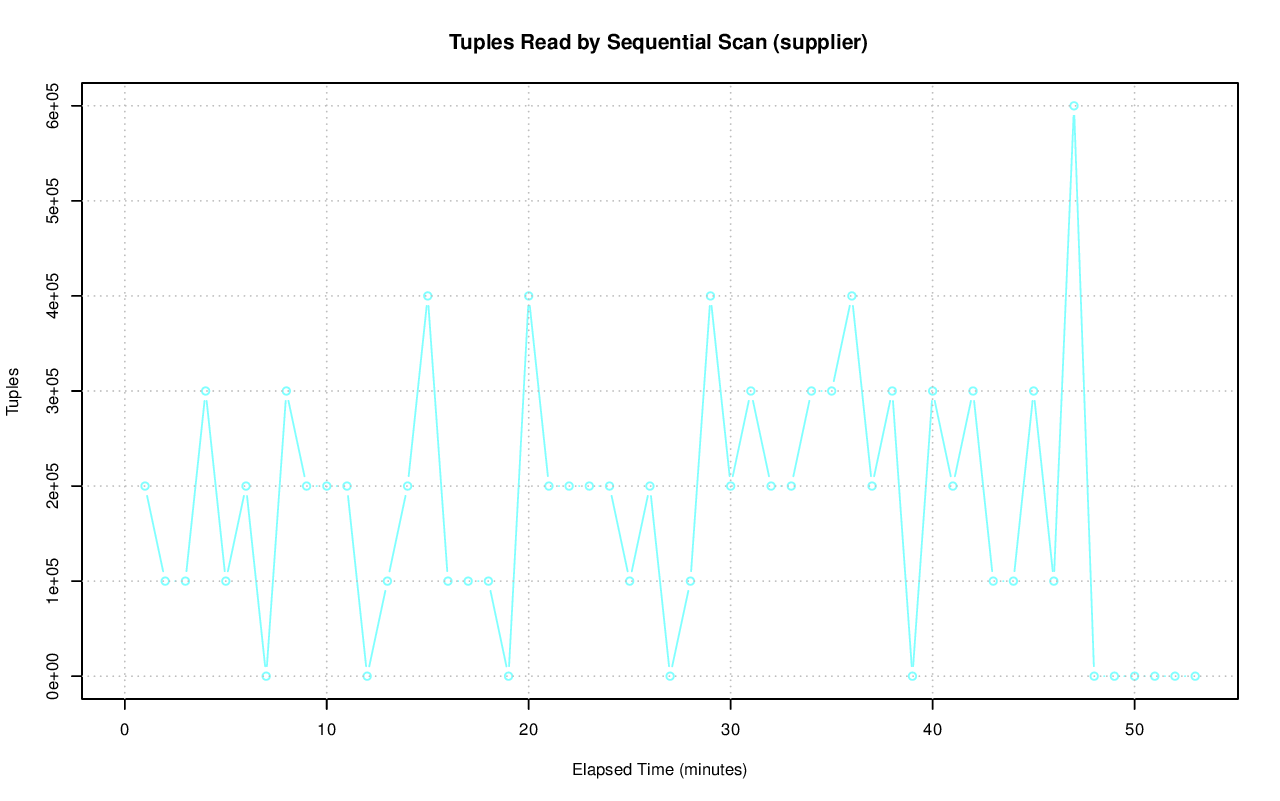 Tuples Read by Sequential Scan (supplier)
Tuples
6e+05
5e+05
4e+05
3e+05
2e+05
1e+05
0e+00
0 10 20 30 40 50
Elapsed Time (minutes)